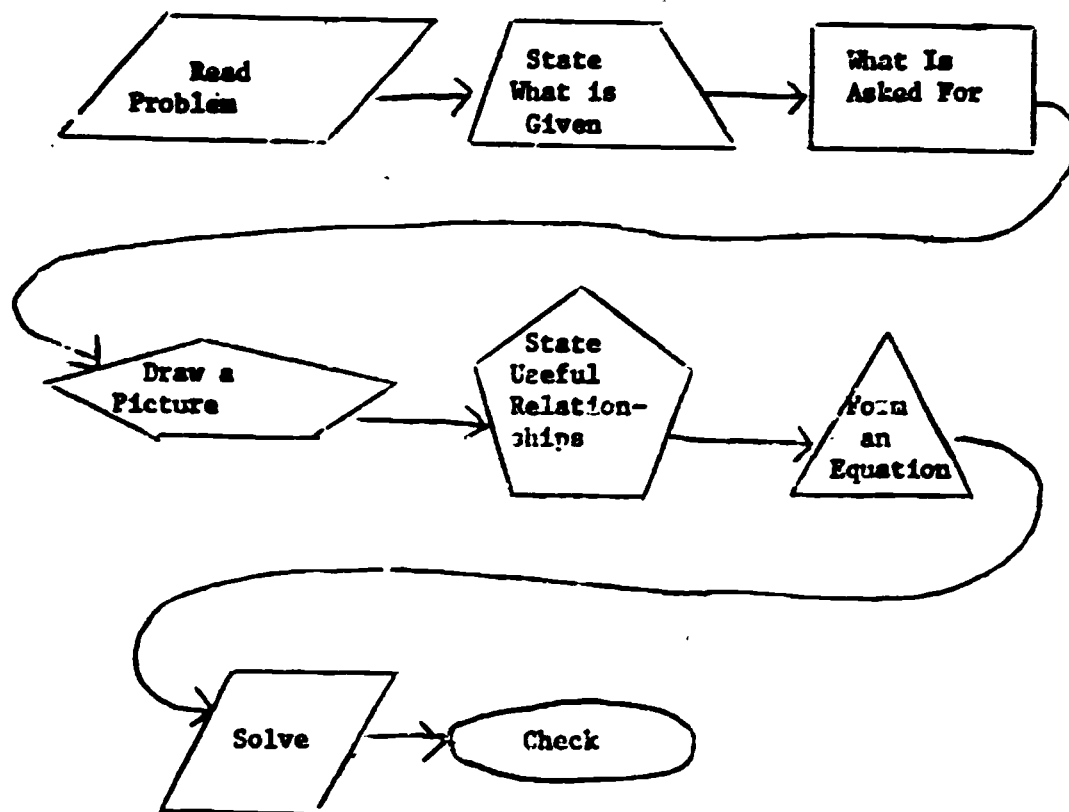 Read
Problem
State
What is
Given
What Is
Asked For
Draw a
Picture
State
Useful
Relation-
ships
Form
an
Equation
Solve
Check